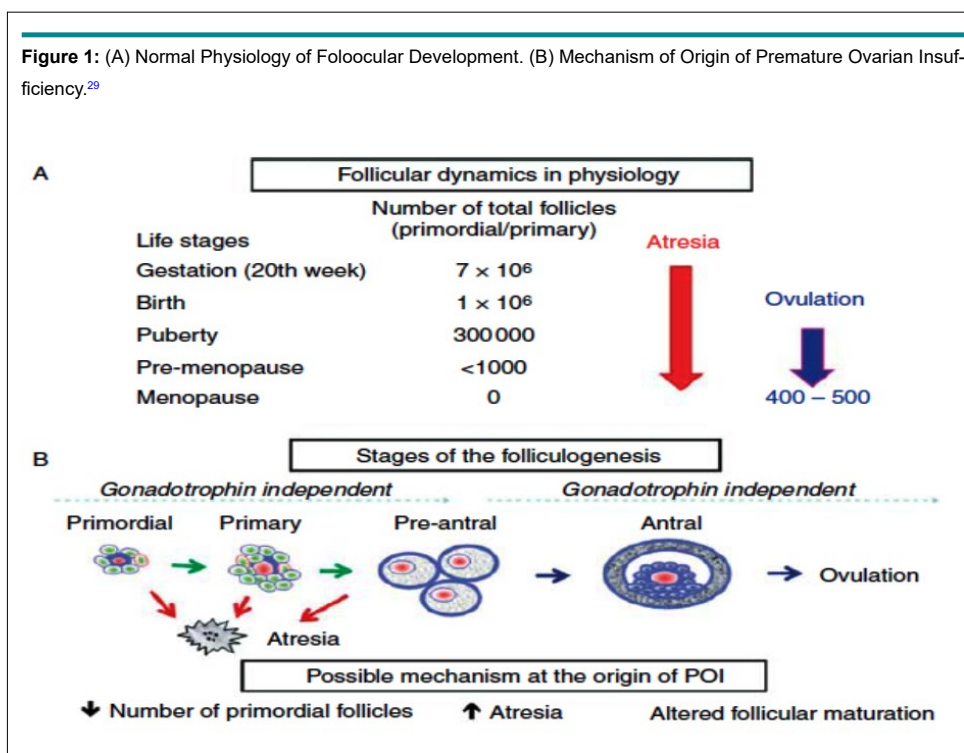 Figure 1: (A) Normal Physiology of Foloocular Development. (B) Mechanism of Origin of Premature Ovarian Insuf-
ficiency.29
A
Follicular dynamics in physiology
Number of total follicles
(primordial/primary)
Life stages
Atresia
Gestation (20th week) 7 × 10⁶
Birth 1 × 10⁶
Ovulation
Puberty 300 000
Pre-menopause <1000
Menopause 0 400 – 500
B
Stages of the folliculogenesis
Gonadotrophin independent Gonadotrophin independent
Primordial Primary Pre-antral Antral
Ovulation
Atresia
Possible mechanism at the origin of POI
Number of primordial follicles Atresia Altered follicular maturation